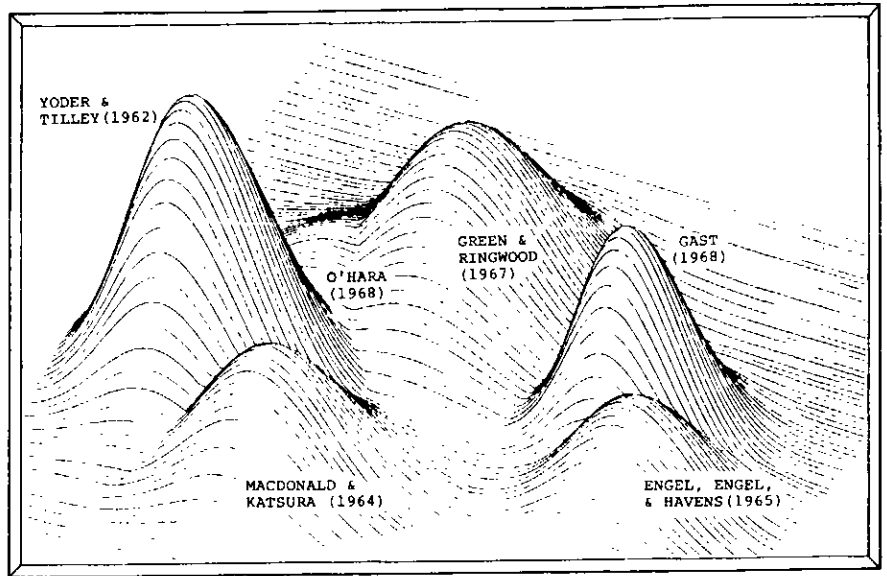 YODER &
TILLEY (1962)
O'HARA
(1968)
GREEN &
RINGWOOD
(1967)
GAST
(1968)
MACDONALD &
KATSURA (1964)
ENGEL, ENGEL,
& HAVENS (1965)